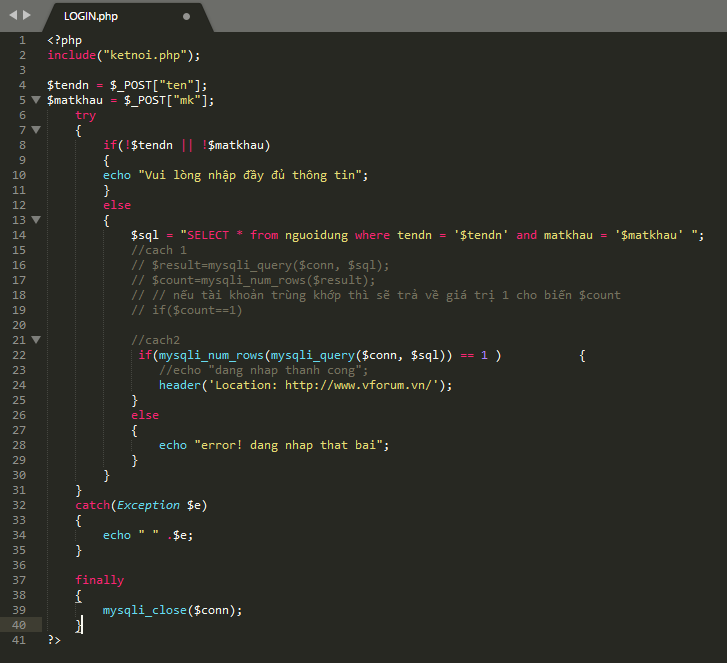 LOGIN.php
1 <?php
2 include("ketnoi.php");
3
4 $tendn = $_POST["ten"];
5 $matkhau = $_POST["mk"];
6 try
7 {
8 if(!$tendn || !$matkhau)
9 {
10 echo "Vui lòng nhập đầy đủ thông tin";
11 }
12 else
13 {
14 $sql = "SELECT * from nguoidung where tendn = '$tendn' and matkhau = '$matkhau' ";
15 //cach 1
16 // $result=mysqli_query($conn, $sql);
17 // $count=mysqli_num_rows($result);
18 // // nếu tài khoản trùng khớp thì sẽ trả về giá trị 1 cho biến $count
19 // if($count==1)
20
21 //cach2
22 if(mysqli_num_rows(mysqli_query($conn, $sql)) == 1 ) {
23 //echo "dang nhap thanh cong";
24 header('Location: http://www.vforum.vn/');
25 }
26 else
27 {
28 echo "error! dang nhap that bai";
29 }
30 }
31 }
32 catch(Exception $e)
33 {
34 echo " " .$e;
35 }
36
37 finally
38 {
39 mysqli_close($conn);
40 }
41 ?>